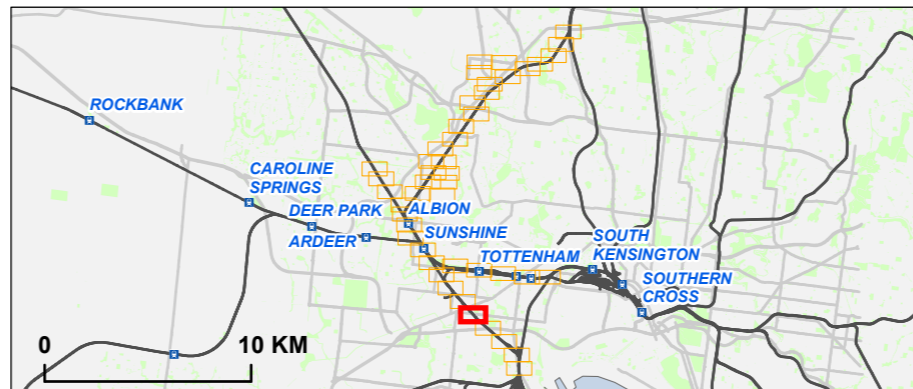 ROCKBANK
CAROLINE
SPRINGS
DEER PARK
ALBION
ARDEER
SUNSHINE
TOTTENHAM
SOUTH
KENSINGTON
SOUTHERN
CROSS
0
10 KM